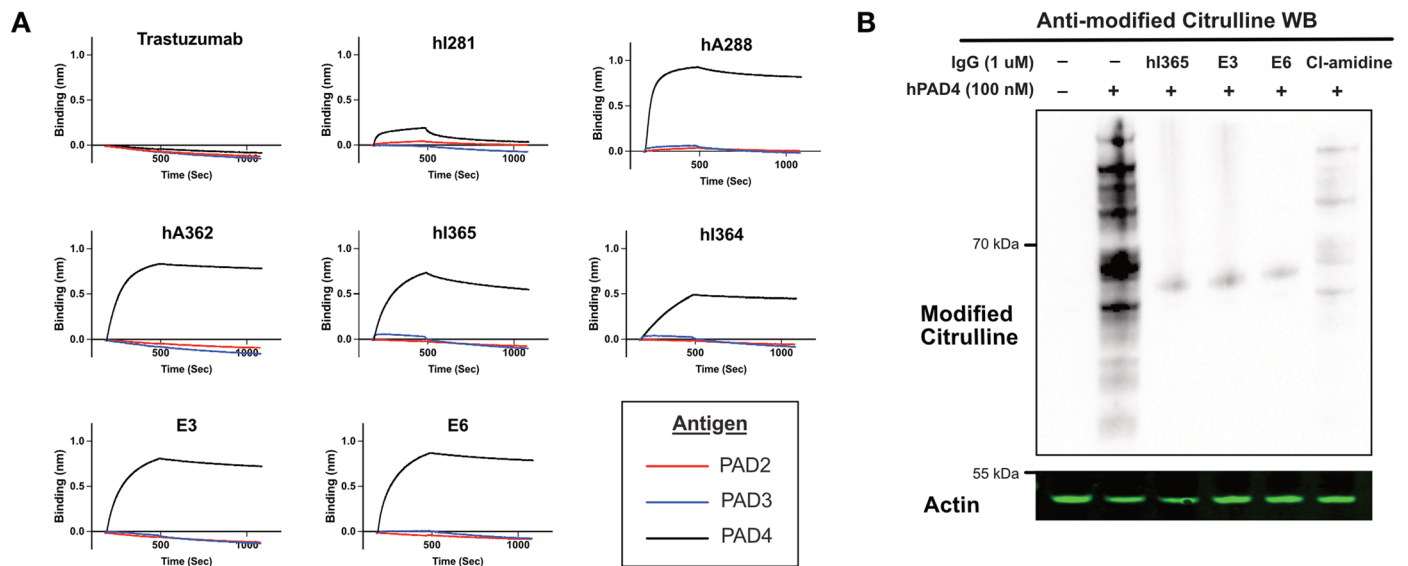 A
Trastuzumab
Binding (nm)
1.0
0.5
0.0
500
1000
Time (Sec)
hI281
Binding (nm)
1.0
0.5
0.0
500
1000
Time (Sec)
hA288
Binding (nm)
1.0
0.5
0.0
500
1000
Time (Sec)
hA362
Binding (nm)
1.0
0.5
0.0
500
1000
Time (Sec)
hI365
Binding (nm)
1.0
0.5
0.0
500
1000
Time (Sec)
hI364
Binding (nm)
1.0
0.5
0.0
500
1000
Time (Sec)
E3
Binding (nm)
1.0
0.5
0.0
500
1000
Time (Sec)
E6
Binding (nm)
1.0
0.5
0.0
500
1000
Time (Sec)
Antigen
PAD2
PAD3
PAD4
B
Anti-modified Citrulline WB
IgG (1 uM) – – hI365 E3 E6 Cl-amidine
hPAD4 (100 nM) – + + + + +
70 kDa
Modified
Citrulline
55 kDa
Actin